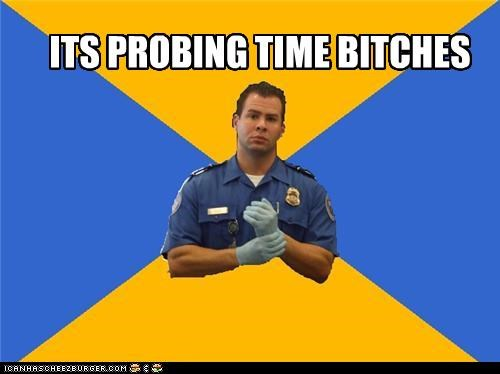 ITS PROBING TIME BITCHES
ICANHASCHEEZBURGER.COM